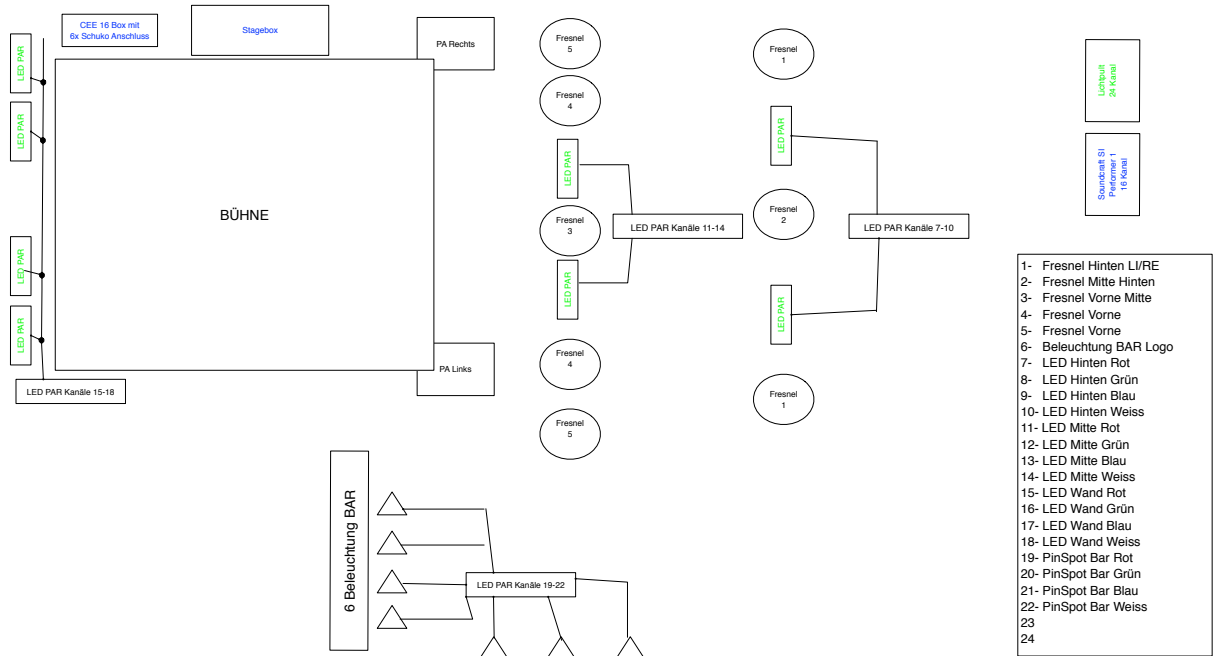 CEE 16 Box mit
6x Schuko Anschluss
Stagebox
PA Rechts
LED PAR
LED PAR
LED PAR
LED PAR
BÜHNE
PA Links
LED PAR Kanäle 15-18
Fresnel
5
Fresnel
4
LED PAR
Fresnel
3
LED PAR
LED PAR Kanäle 11-14
Fresnel
4
Fresnel
5
Fresnel
1
LED PAR
Fresnel
2
LED PAR Kanäle 7-10
LED PAR
Fresnel
1
Lichtpult
24 Kanal
Soundcraft SI
Performer 1
16 Kanal
6 Beleuchtung BAR
LED PAR Kanäle 19-22
1- Fresnel Hinten LI/RE
2- Fresnel Mitte Hinten
3- Fresnel Vorne Mitte
4- Fresnel Vorne
5- Fresnel Vorne
6- Beleuchtung BAR Logo
7- LED Hinten Rot
8- LED Hinten Grün
9- LED Hinten Blau
10- LED Hinten Weiss
11- LED Mitte Rot
12- LED Mitte Grün
13- LED Mitte Blau
14- LED Mitte Weiss
15- LED Wand Rot
16- LED Wand Grün
17- LED Wand Blau
18- LED Wand Weiss
19- PinSpot Bar Rot
20- PinSpot Bar Grün
21- PinSpot Bar Blau
22- PinSpot Bar Weiss
23
24